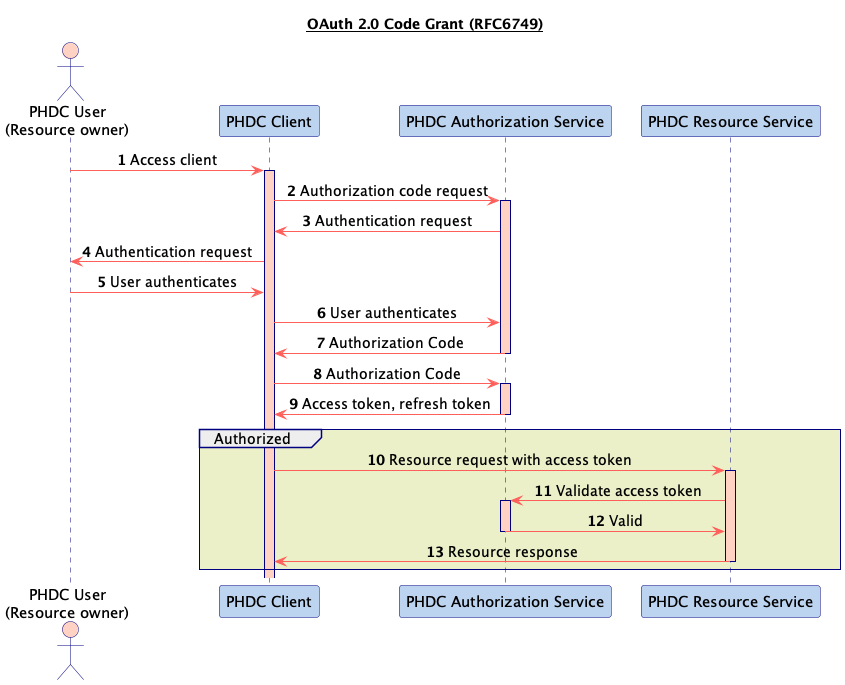 OAuth 2.0 Code Grant (RFC6749)
PHDC User
(Resource owner)
PHDC Client
PHDC Authorization Service
PHDC Resource Service
1 Access client
2 Authorization code request
3 Authentication request
4 Authentication request
5 User authenticates
6 User authenticates
7 Authorization Code
8 Authorization Code
9 Access token, refresh token
Authorized
10 Resource request with access token
11 Validate access token
12 Valid
13 Resource response
PHDC User
(Resource owner)
PHDC Client
PHDC Authorization Service
PHDC Resource Service